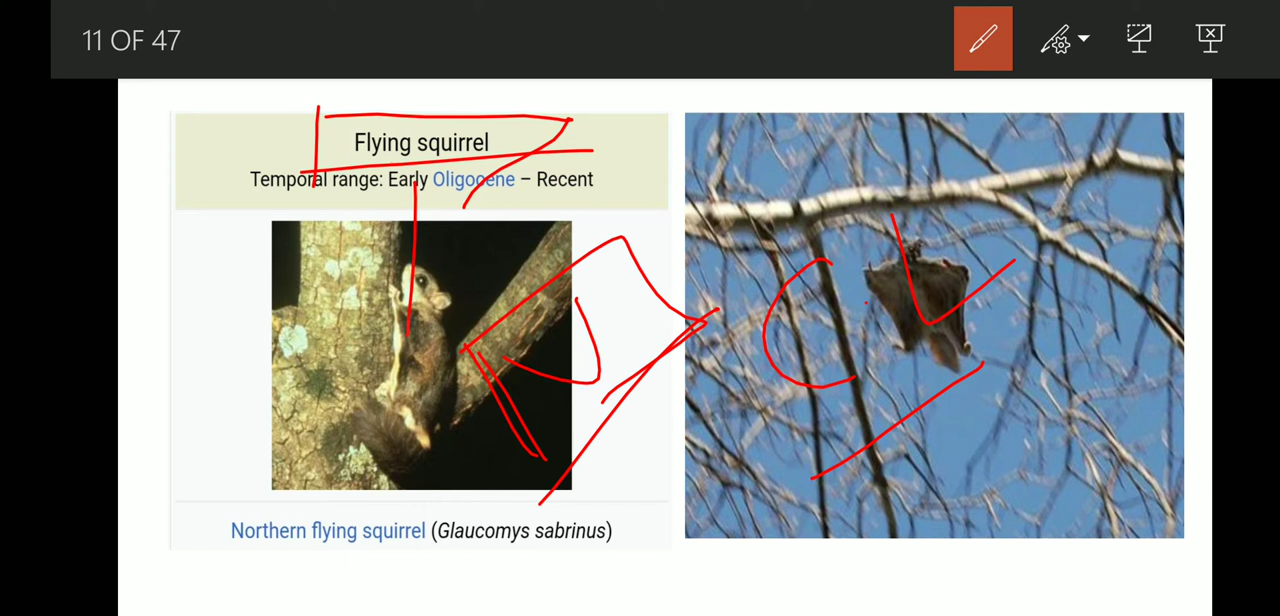 11 OF 47
Flying squirrel
Temporal range: Early Oligocene – Recent
Northern flying squirrel (Glaucomys sabrinus)